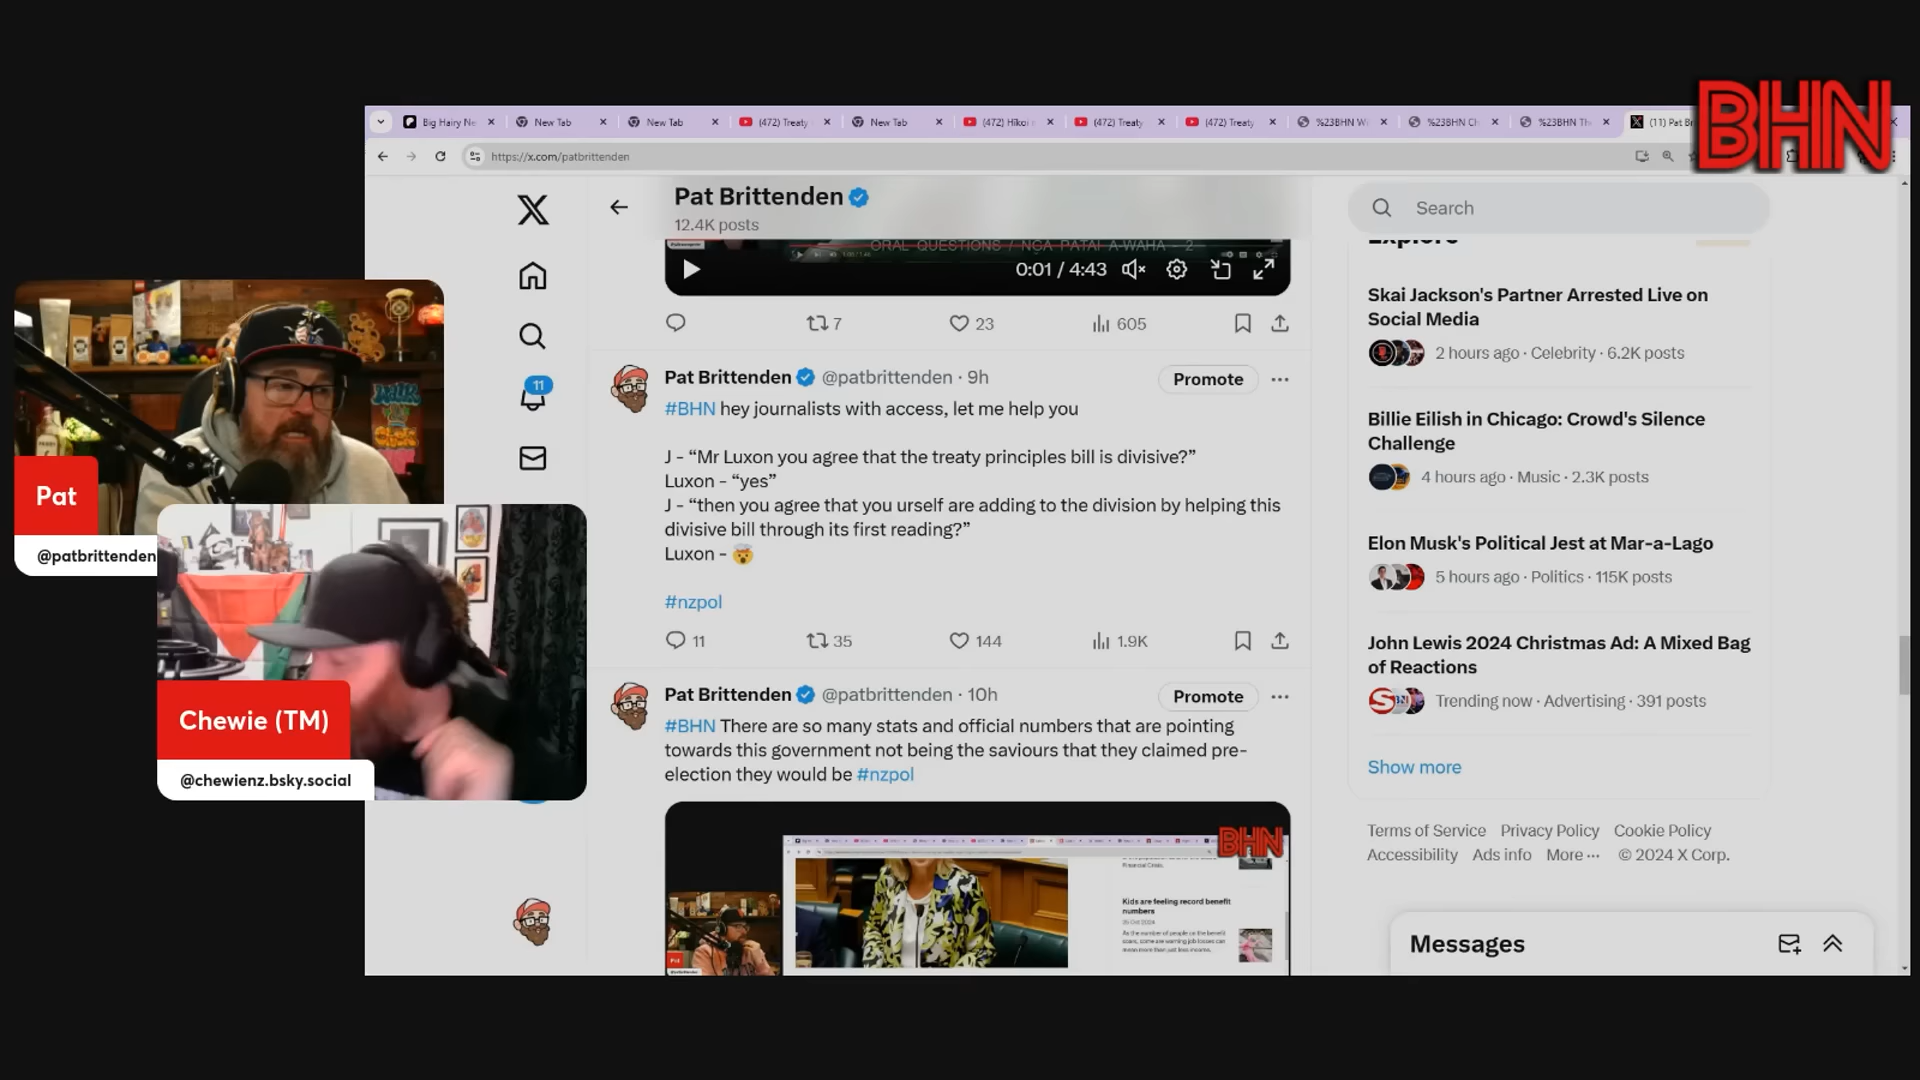 BHN
Big Hairy Ne
New Tab
New Tab
(472) Treaty
New Tab
(472) Hīkoi
(472) Treaty
(472) Treaty
%23BHN Wi
%23BHN Ch
%23BHN Th
(11) Pat Br
https://x.com/patbrittenden
Pat Brittenden
12.4K posts
Search
ORAL QUESTIONS / NGA PATAI A-WAHA - 2
0:01 / 4:43
7
23
605
Pat Brittenden @patbrittenden · 9h
Promote
#BHN hey journalists with access, let me help you
J - “Mr Luxon you agree that the treaty principles bill is divisive?”
Luxon - “yes”
J - “then you agree that you urself are adding to the division by helping this
divisive bill through its first reading?”
Luxon - 🤯
#nzpol
11
35
144
1.9K
Pat Brittenden @patbrittenden · 10h
Promote
#BHN There are so many stats and official numbers that are pointing
towards this government not being the saviours that they claimed pre-
election they would be #nzpol
BHN
Financial Crisis.
Kids are feeling record benefit
numbers
Pat
Explore
Skai Jackson's Partner Arrested Live on
Social Media
2 hours ago · Celebrity · 6.2K posts
Billie Eilish in Chicago: Crowd's Silence
Challenge
4 hours ago · Music · 2.3K posts
Elon Musk's Political Jest at Mar-a-Lago
5 hours ago · Politics · 115K posts
John Lewis 2024 Christmas Ad: A Mixed Bag
of Reactions
Trending now · Advertising · 391 posts
Show more
Terms of Service Privacy Policy Cookie Policy
Accessibility Ads info More ··· © 2024 X Corp.
Messages
11
Pat
@patbrittenden
Chewie (TM)
@chewienz.bsky.social